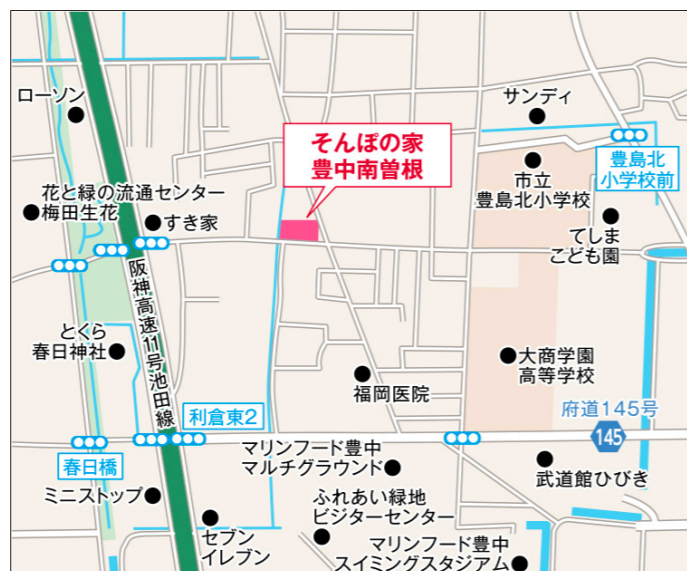 ローソン
サンディ
そんぽの家
豊中南曽根
豊島北
小学校前
市立
豊島北小学校
花と緑の流通センター
梅田生花
すき家
てしま
こども園
阪神高速11号池田線
とくら
春日神社
大商学園
高等学校
福岡医院
府道145号
145
利倉東2
春日橋
マリンフード豊中
マルチグラウンド
武道館ひびき
ミニストップ
ふれあい緑地
ビジターセンター
セブン
イレブン
マリンフード豊中
スイミングスタジアム